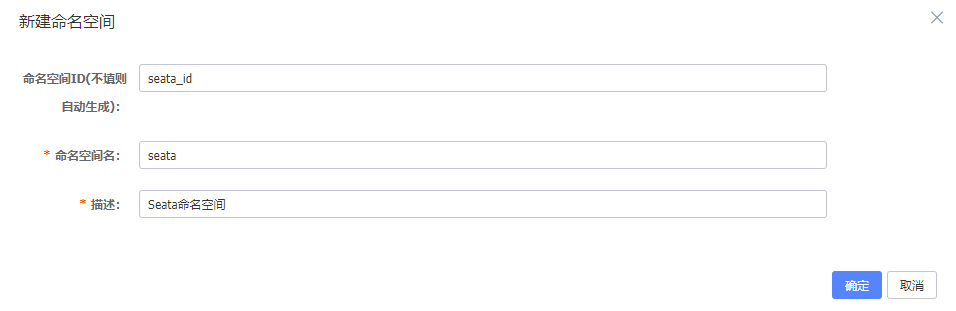 新建命名空间
命名空间ID(不填则
自动生成)：
seata_id
* 命名空间名：
seata
* 描述：
Seata命名空间
确定
取消